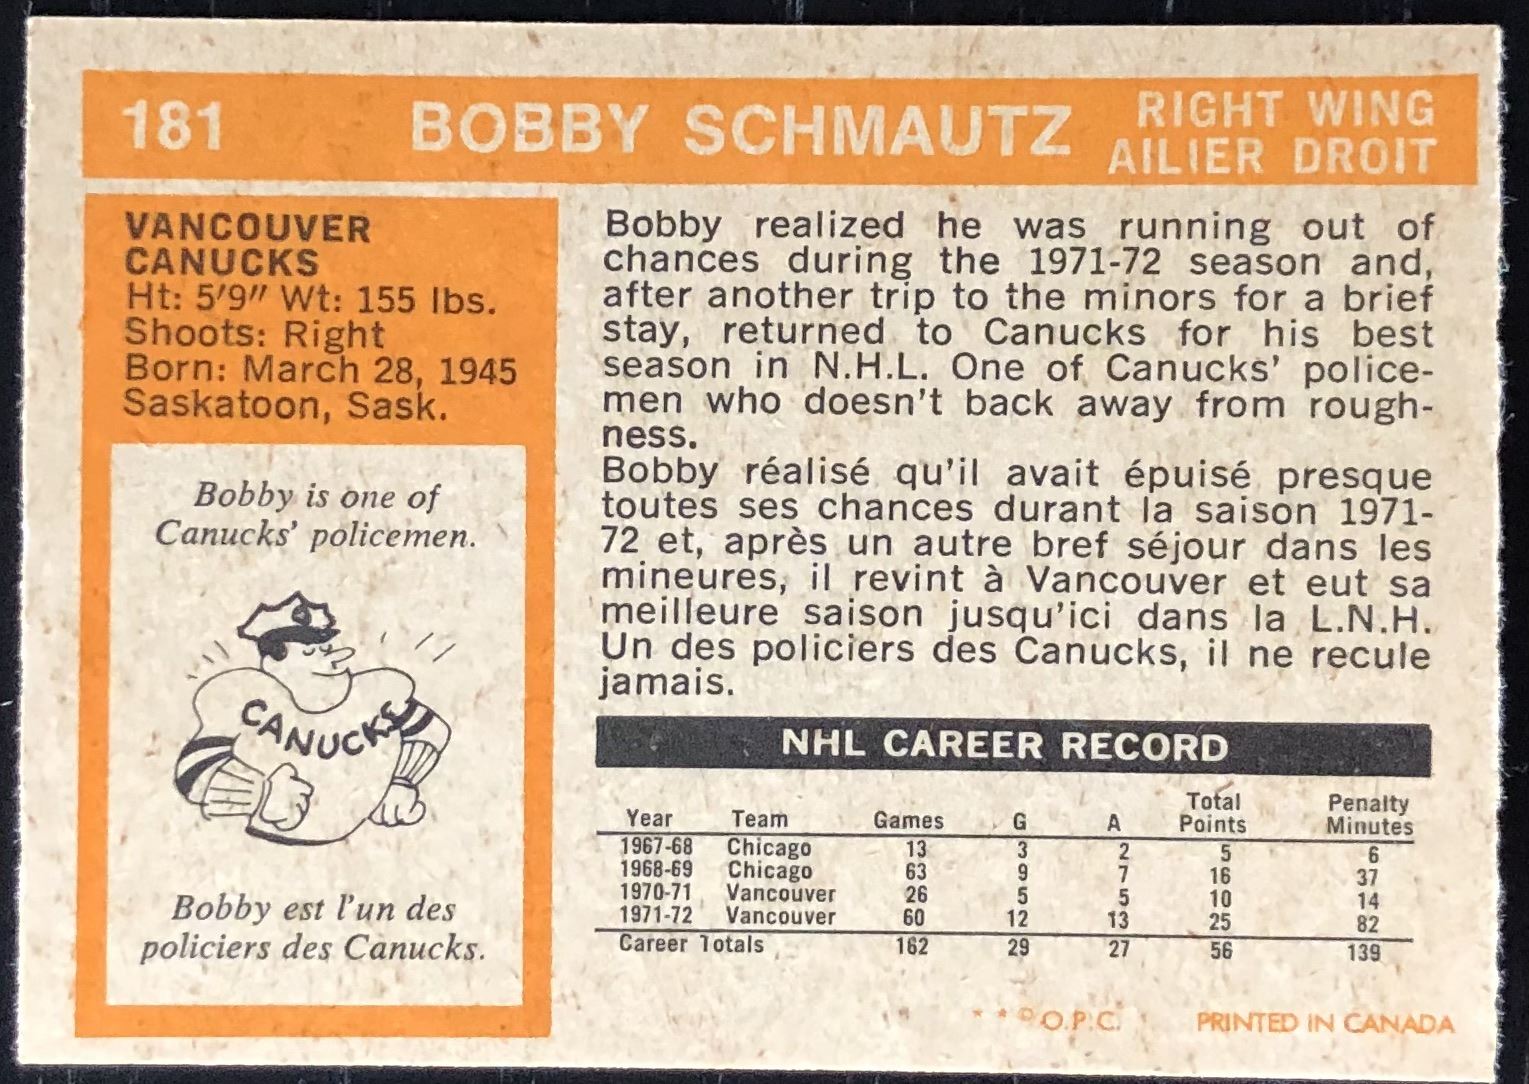 181 BOBBY SCHMAUTZ RIGHT WING
AILIER DROIT
VANCOUVER
CANUCKS
Ht: 5'9" Wt: 155 lbs.
Shoots: Right
Born: March 28, 1945
Saskatoon, Sask.
Bobby is one of
Canucks' policemen.
CANUCKS
Bobby est l'un des
policiers des Canucks.
Bobby realized he was running out of
chances during the 1971-72 season and,
after another trip to the minors for a brief
stay, returned to Canucks for his best
season in N.H.L. One of Canucks' police-
men who doesn't back away from rough-
ness.
Bobby réalisé qu'il avait épuisé presque
toutes ses chances durant la saison 1971-
72 et, après un autre bref séjour dans les
mineures, il revint à Vancouver et eut sa
meilleure saison jusqu'ici dans la L.N.H.
Un des policiers des Canucks, il ne recule
jamais.
NHL CAREER RECORD
Year Team Games G A Total Points Penalty Minutes
1967-68 Chicago 13 3 2 5 6
1968-69 Chicago 63 9 7 16 37
1970-71 Vancouver 26 5 5 10 14
1971-72 Vancouver 60 12 13 25 82
Career Totals 162 29 27 56 139
* * © O.P.C. PRINTED IN CANADA